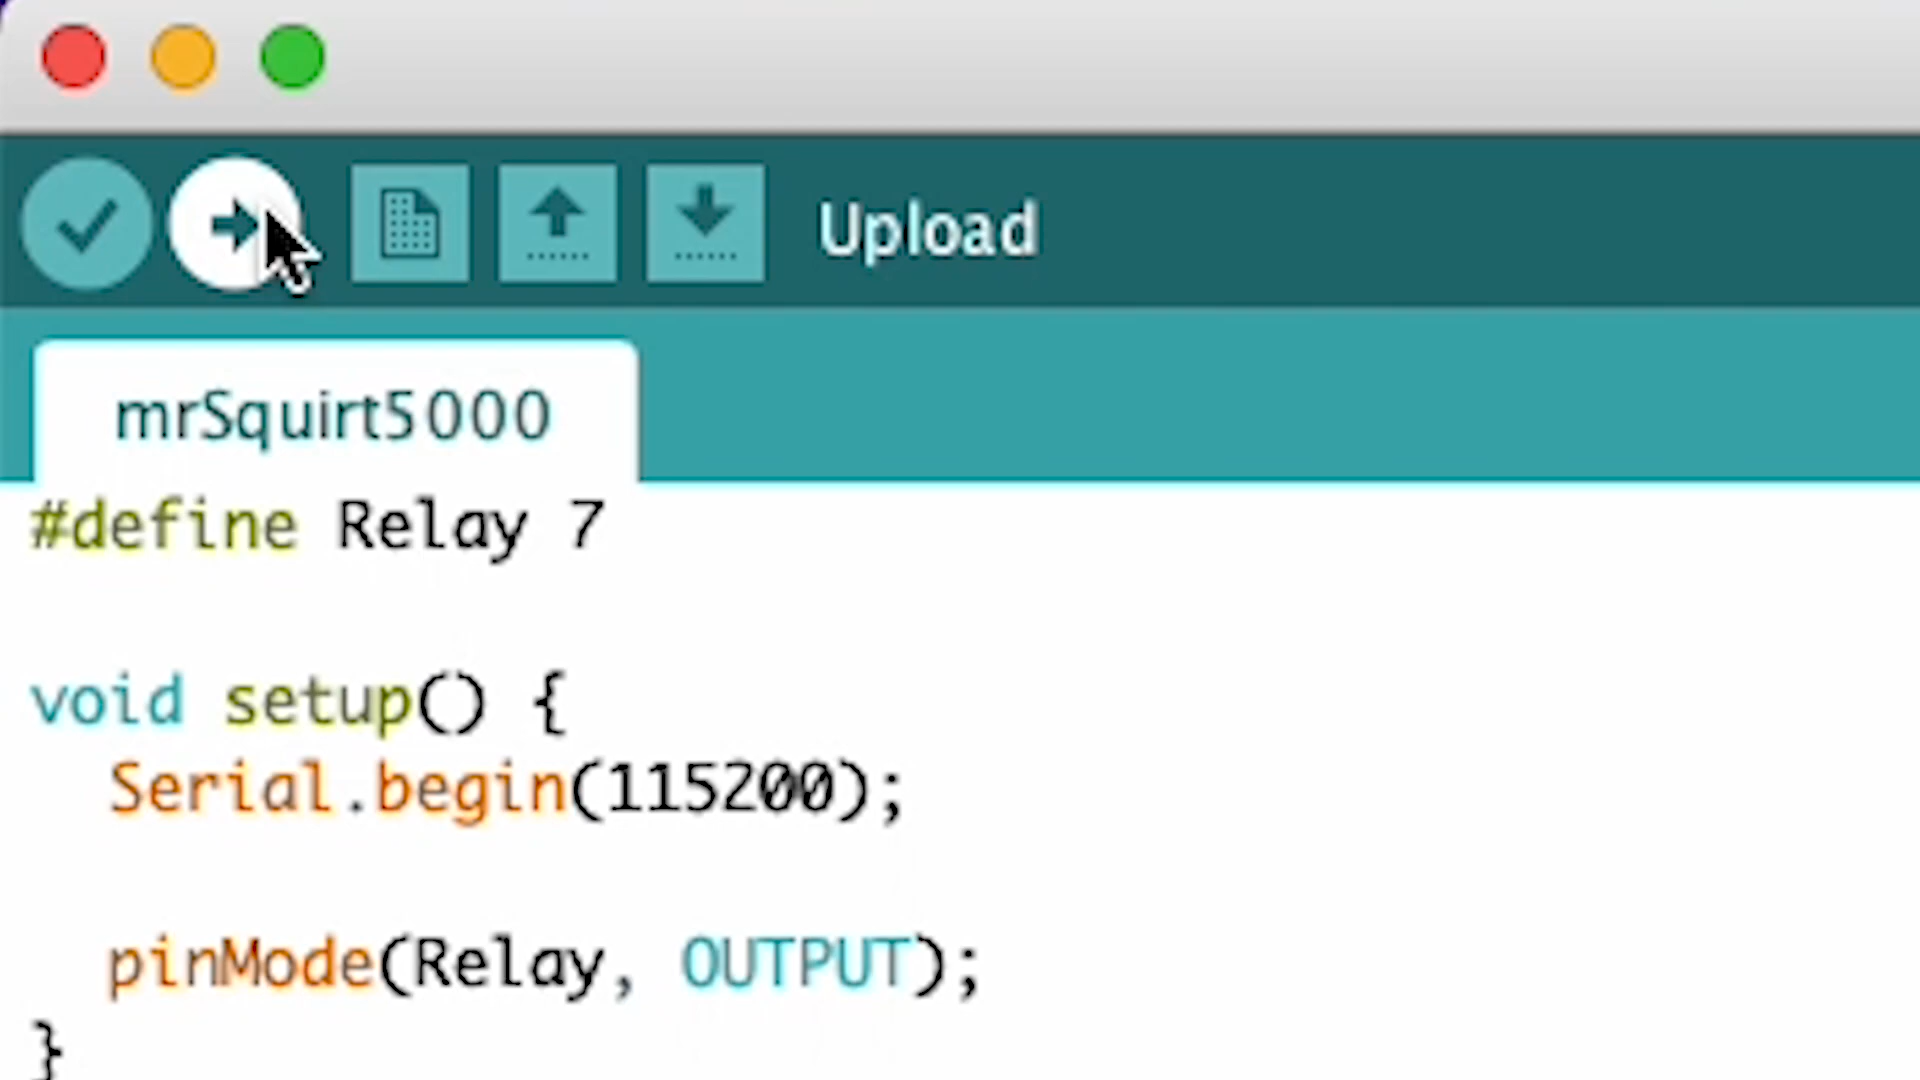 Upload
mrSquirt5000
#define Relay 7
void setup() {
Serial.begin(115200);
pinMode(Relay, OUTPUT);
}